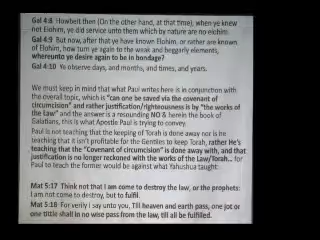 Gal 4:8  Howbeit then (On the other hand, at that time), when ye knew
not Elohim, ye did service unto them which by nature are no elohim.
Gal 4:9  But now, after that ye have known Elohim, or rather are known
of Elohim, how turn ye again to the weak and beggarly elements,
whereunto ye desire again to be in bondage?
Gal 4:10  Ye observe days, and months, and times, and years.
We must keep in mind that what Paul writes here is in conjunction with
the overall topic, which is "can one be saved via the covenant of
circumcision" and rather justification/righteousness is by "the works of
the law" and the answer is a resounding NO & herein the book of
Galatians, this is what Apostle Paul is trying to convey.
Paul is not teaching that the keeping of Torah is done away nor is he
teaching that it isn't profitable for the Gentiles to keep Torah, rather He's
teaching that the "Covenant of circumcision" is done away with, and that
justification is no longer reckoned with the works of the Law/Torah... for
Paul to teach the former would be against what Yahushua taught:
Mat 5:17  Think not that I am come to destroy the law, or the prophets:
I am not come to destroy, but to fulfil.
Mat 5:18  For verily I say unto you, Till heaven and earth pass, one jot or
one tittle shall in no wise pass from the law, till all be fulfilled.